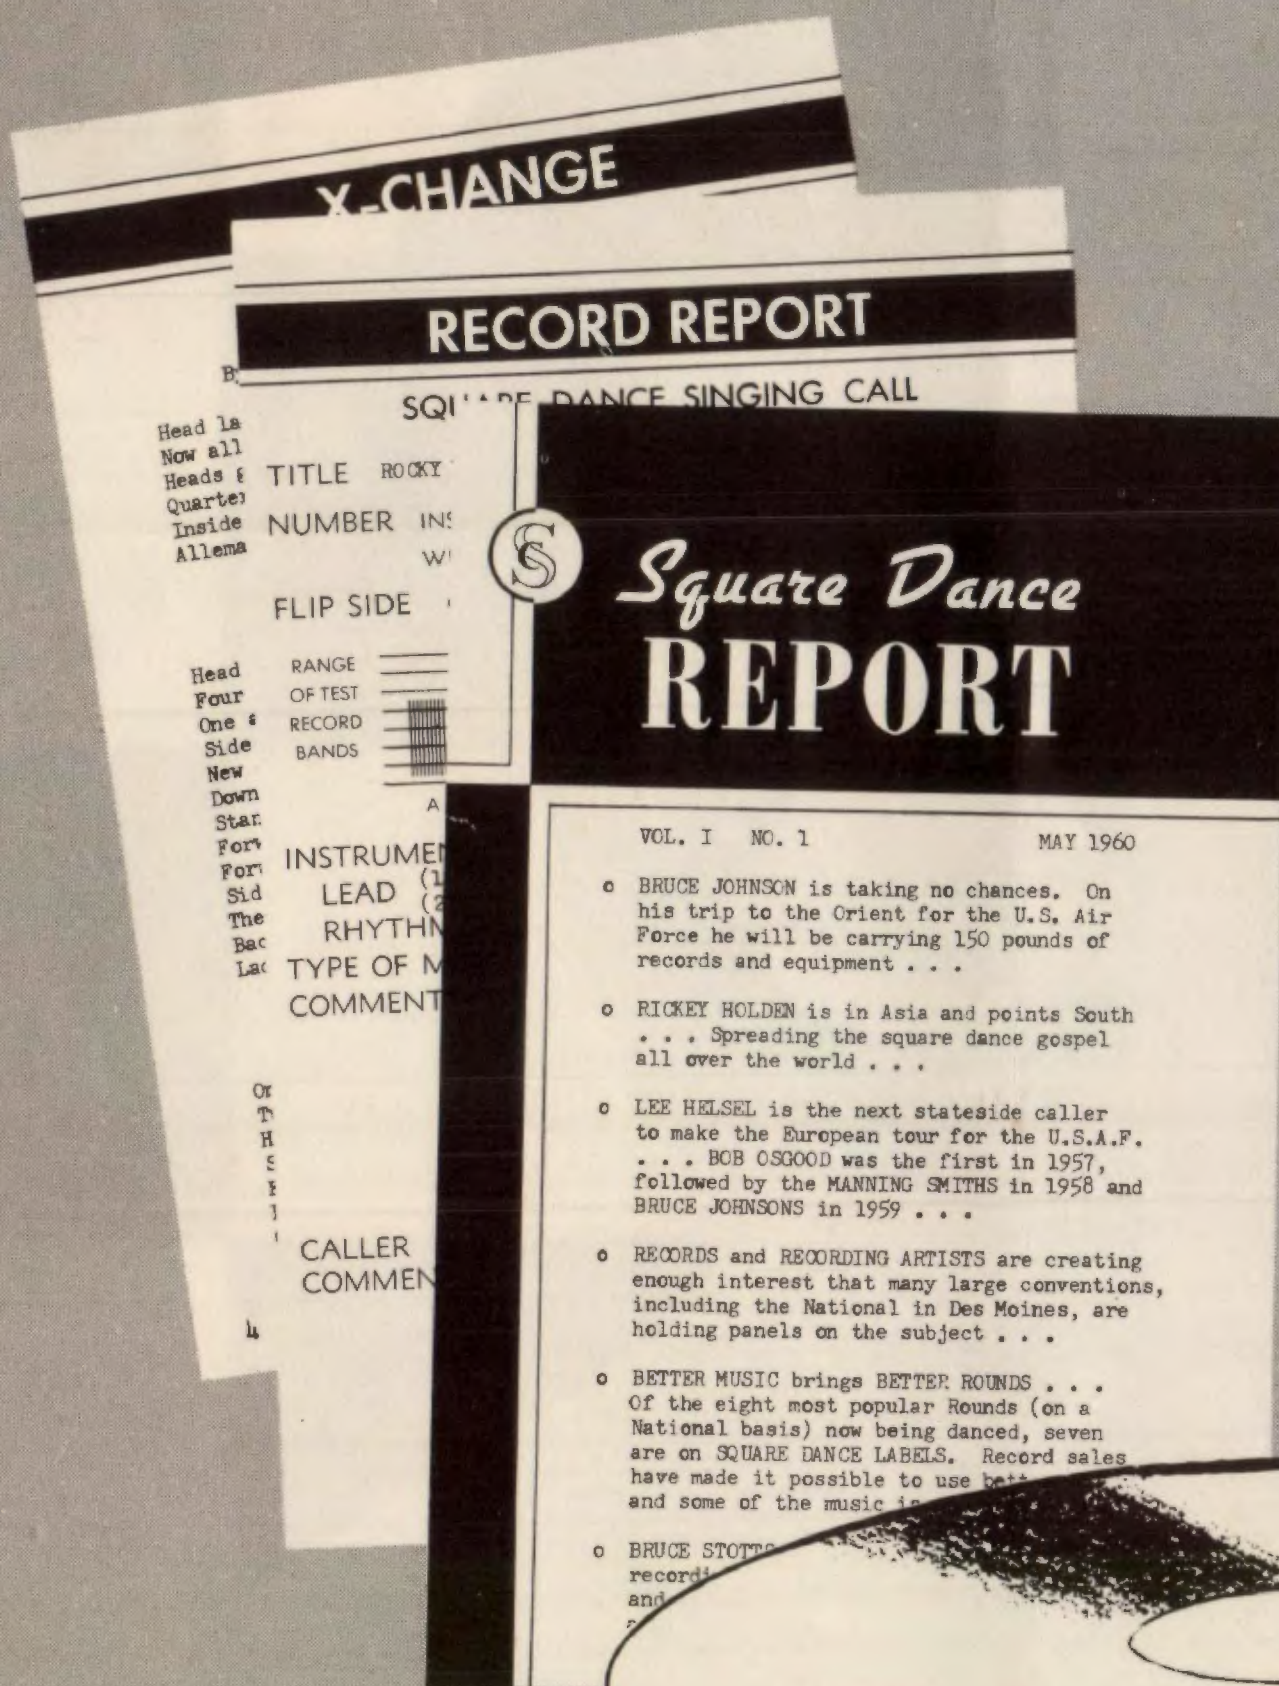 X-CHANGE
Head
Now all
Heads
Inside
Head
Four
One
Side
New
Down
The
RECORD REPORT
SQUARE DANCE SINGING CALL
TITLE ROCKY
NUMBER
FLIP SIDE
RANGE
OF TEST
RECORD
BANDS
A
LEAD
TYPE OF
CALLER
Square Dance
REPORT
VOL. I NO. 1 MAY 1960
o BRUCE JOHNSON is taking no chances. On
his trip to the Orient for the U.S. Air
Force he will be carrying 150 pounds of
records and equipment . . .
o RICKEY HOLDEN is in Asia and points South
. . . Spreading the square dance gospel
all over the world . . .
o LEE HELSEL is the next stateside caller
to make the European tour for the U.S.A.F.
. . . BOB OSGOOD was the first in 1957,
followed by the MANNING SMITHS in 1958 and
BRUCE JOHNSONS in 1959 . . .
o RECORDS and RECORDING ARTISTS are creating
enough interest that many large conventions,
including the National in Des Moines, are
holding panels on the subject . . .
o BETTER MUSIC brings BETTER ROUNDS . . .
Of the eight most popular Rounds (on a
National basis) now being danced, seven
are on SQUARE DANCE LABELS. Record sales
have made it possible to use
and some of the music
o BRUCE
and